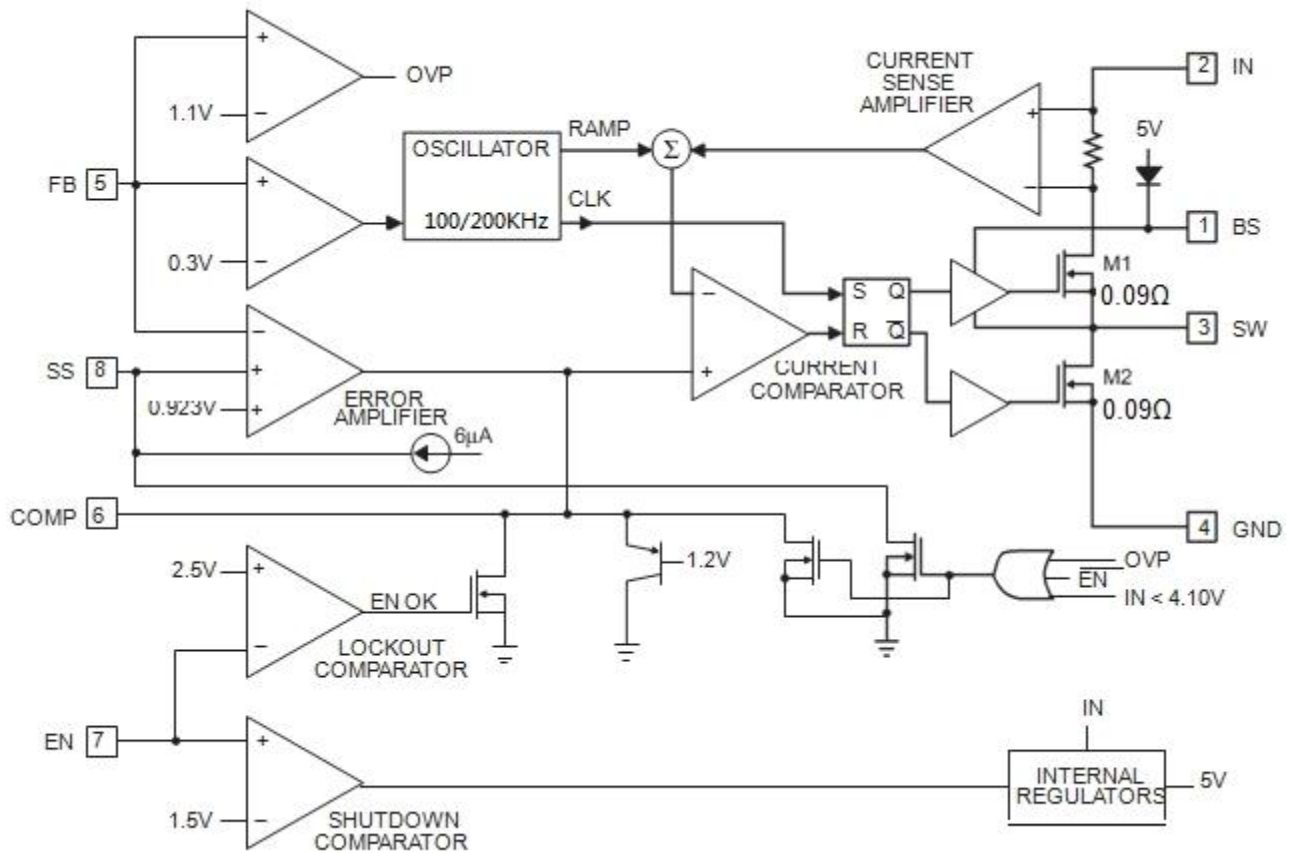 +
OVP
1.1V
−
FB 5
+
0.3V
−
OSCILLATOR
100/200KHz
RAMP
CLK
Σ
CURRENT
SENSE
AMPLIFIER
+
−
2 IN
5V
1 BS
M1
0.09Ω
3 SW
M2
0.09Ω
4 GND
−
SS 8
+
0.923V
+
ERROR
AMPLIFIER
6µA
−
+
CURRENT
COMPARATOR
S Q
R Q̅
COMP 6
2.5V
+
−
EN OK
LOCKOUT
COMPARATOR
1.2V
OVP
E̅N̅
IN < 4.10V
EN 7
+
1.5V
−
SHUTDOWN
COMPARATOR
IN
INTERNAL
REGULATORS
5V